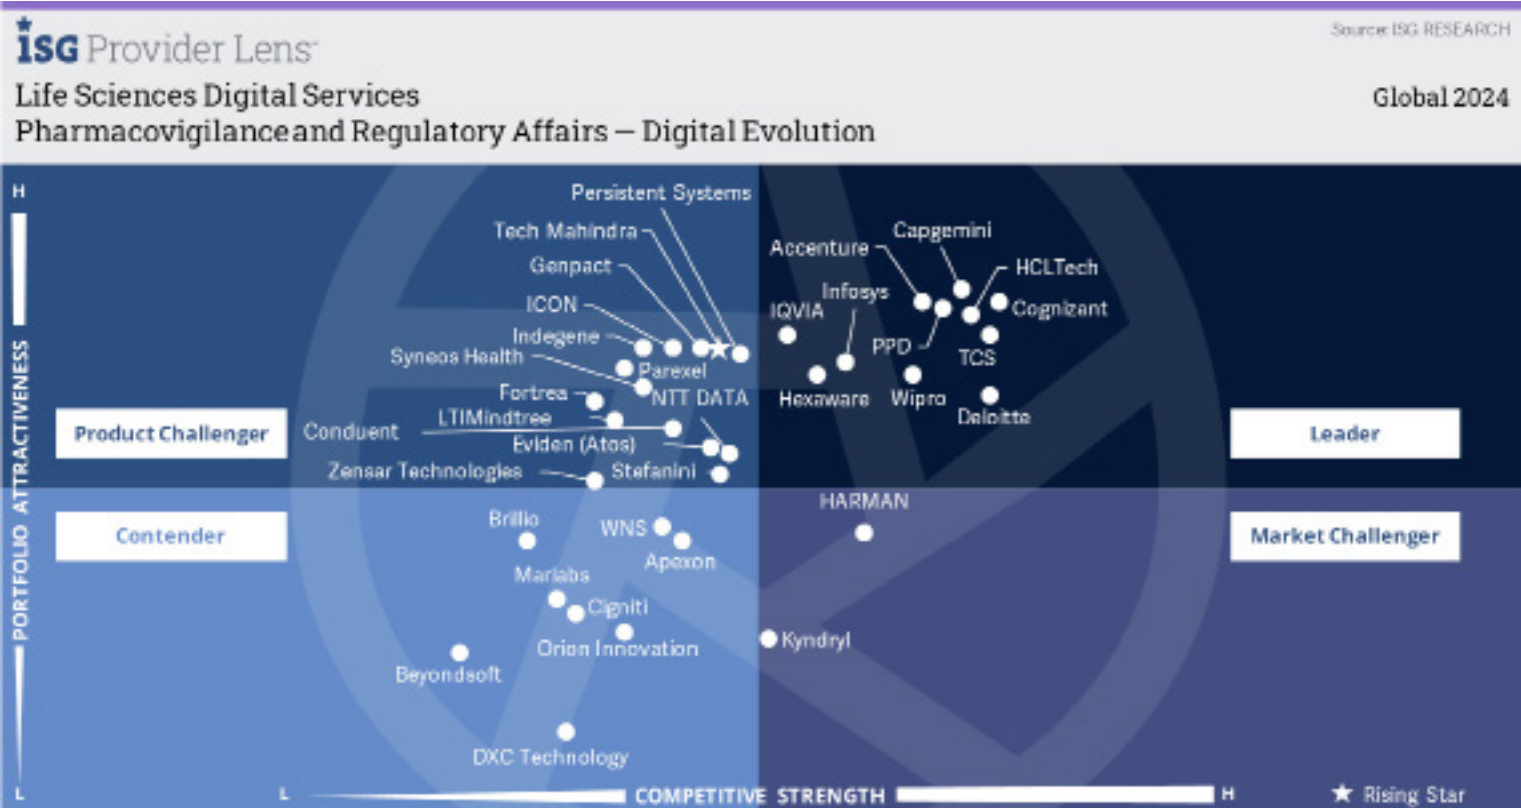 iSG Provider Lens™
Source: ISG RESEARCH
Life Sciences Digital Services
Global 2024
Pharmacovigilance and Regulatory Affairs — Digital Evolution
H
Persistent Systems
Tech Mahindra
Capgemini
Accenture
Genpact
HCLTech
Infosys
ICON
IQVIA
Cognizant
Indegene
PPD
Syneos Health
TCS
Parexel
Fortrea
NTT DATA
Hexaware
Wipro
LTIMindtree
Deloitte
Conduent
Product Challenger
Leader
Eviden (Atos)
Zensar Technologies
Stefanini
PORTFOLIO ATTRACTIVENESS
HARMAN
Brillio
WNS
Contender
Market Challenger
Apexon
Marlabs
Cigniti
Orion Innovation
Kyndryl
Beyondsoft
DXC Technology
L
L
COMPETITIVE STRENGTH
H
★ Rising Star